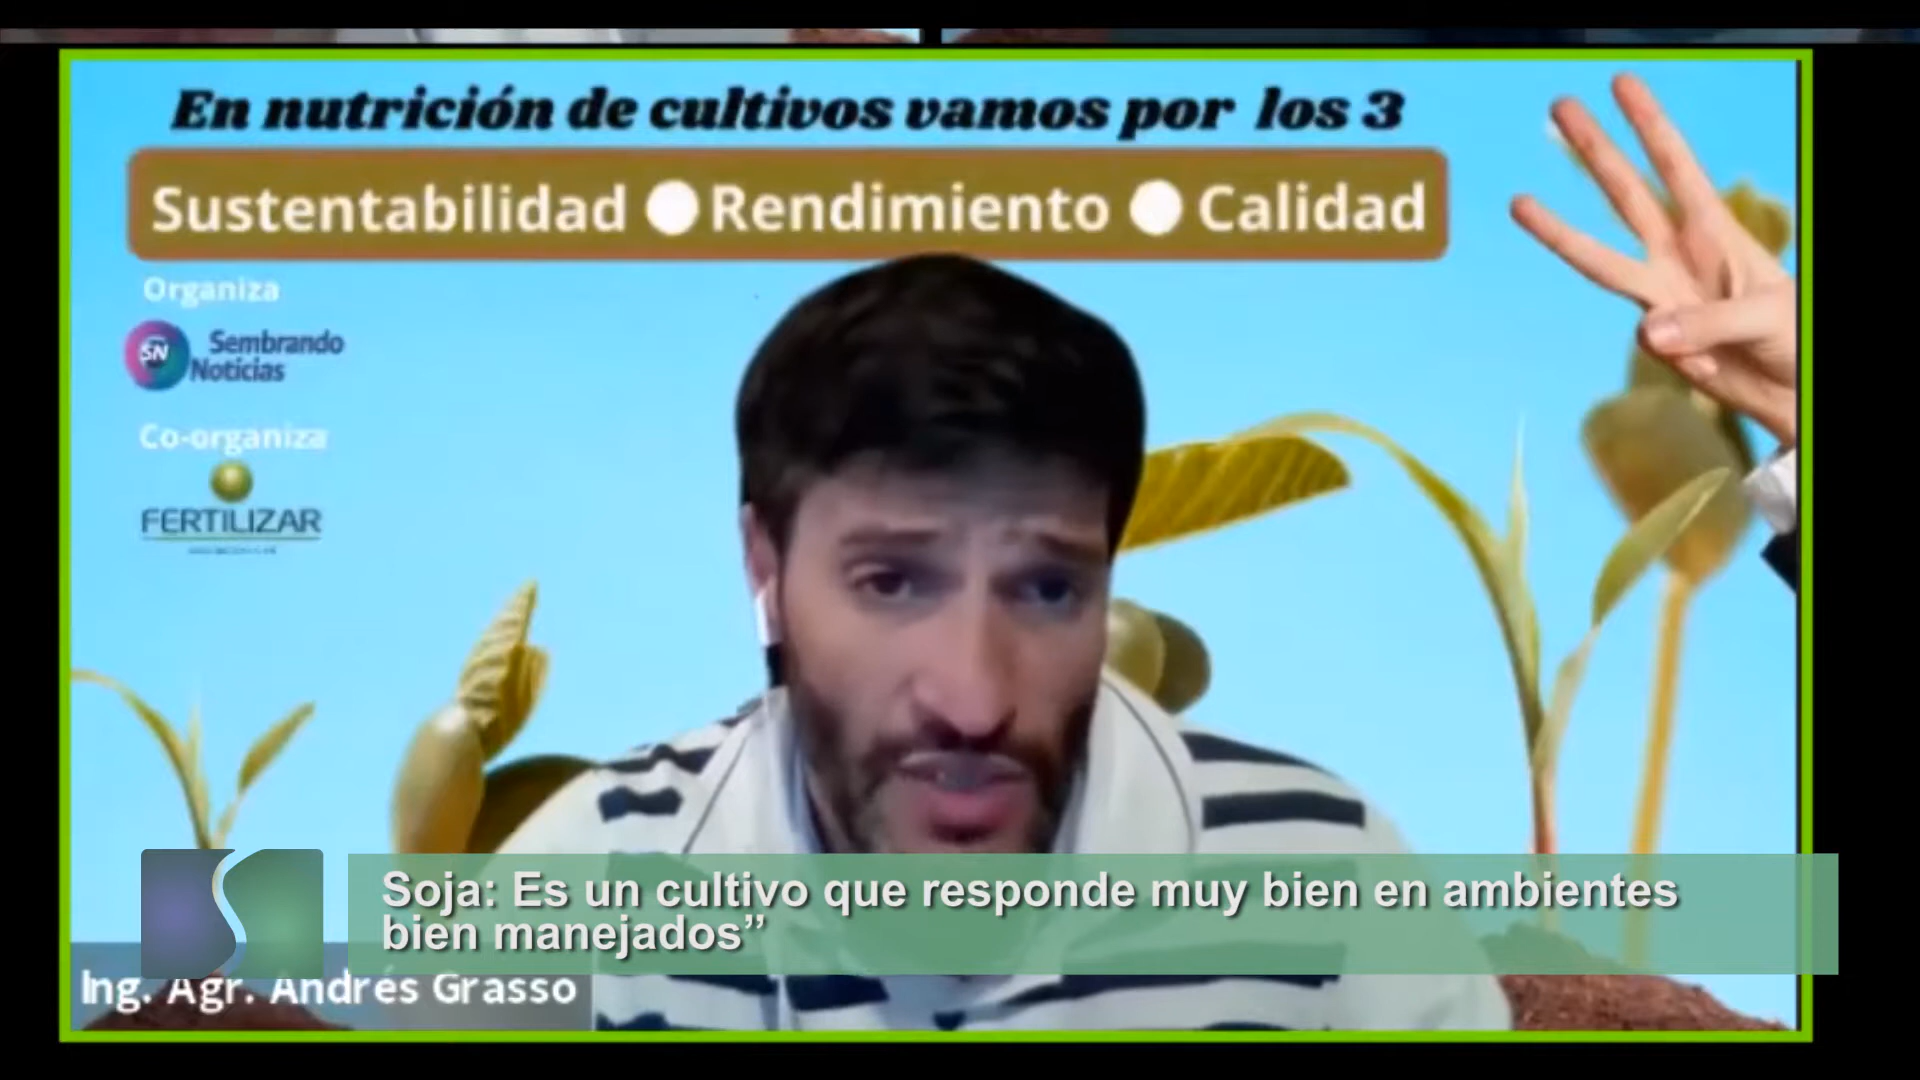 En nutrición de cultivos vamos por los 3
Sustentabilidad Rendimiento Calidad
Organiza
SN
Sembrando
Noticias
Co-organiza
FERTILIZAR
Soja: Es un cultivo que responde muy bien en ambientes
bien manejados”
Ing. Agr. Andrés Grasso